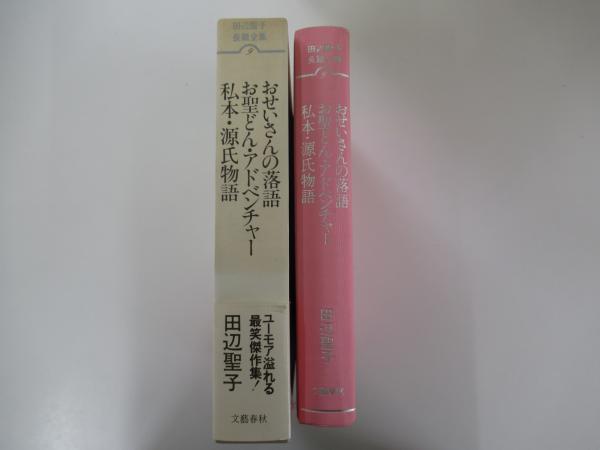 田辺聖子
長篇全集
9
おせいさんの落語
お聖どん・アドベンチャー
私本・源氏物語
ユーモア溢れる
最笑傑作集!
田辺聖子
文藝春秋
田辺聖子
長篇全集
9
おせいさんの落語
お聖どん・アドベンチャー
私本・源氏物語
田辺聖子
文藝春秋